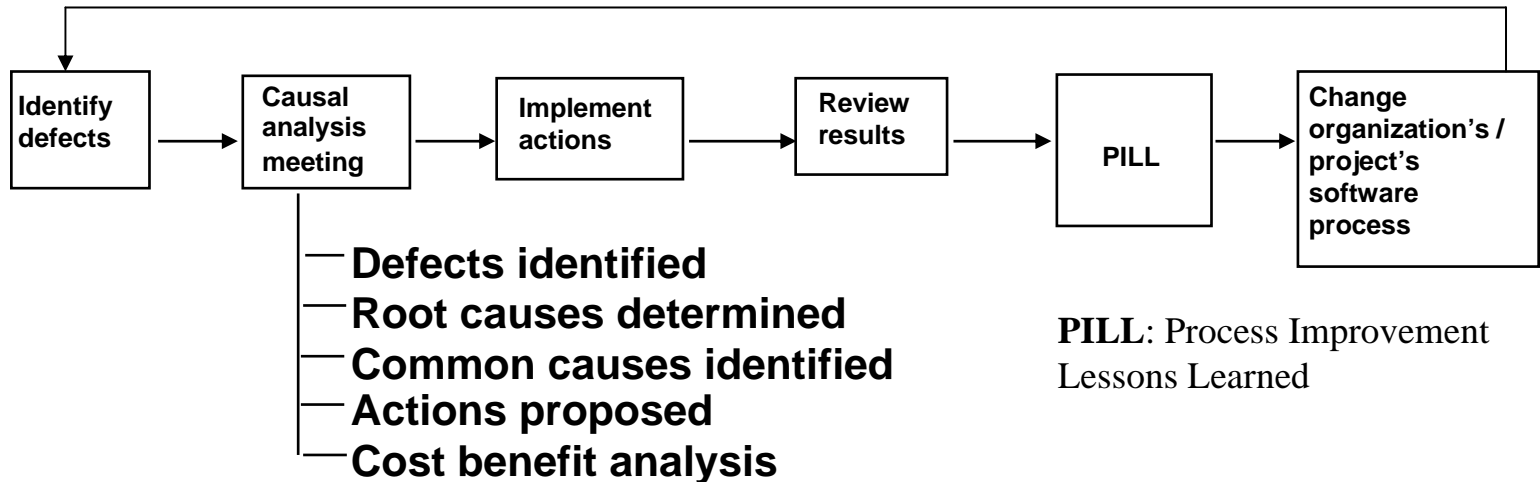 Identify
defects
Causal
analysis
meeting
Implement
actions
Review
results
PILL
Change
organization's /
project's
software
process
Defects identified
Root causes determined
Common causes identified
Actions proposed
Cost benefit analysis
PILL: Process Improvement
Lessons Learned